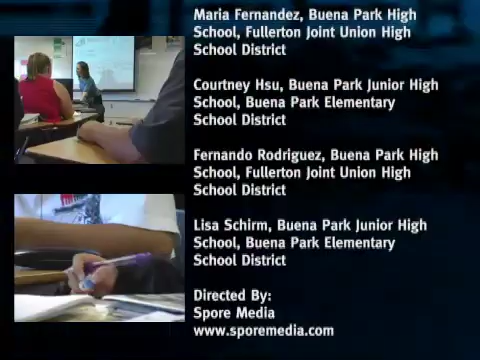 Maria Fernandez, Buena Park High
School, Fullerton Joint Union High
School District
Courtney Hsu, Buena Park Junior High
School, Buena Park Elementary
School District
Fernando Rodriguez, Buena Park High
School, Fullerton Joint Union High
School District
Lisa Schirm, Buena Park Junior High
School, Buena Park Elementary
School District
Directed By:
Spore Media
www.sporemedia.com